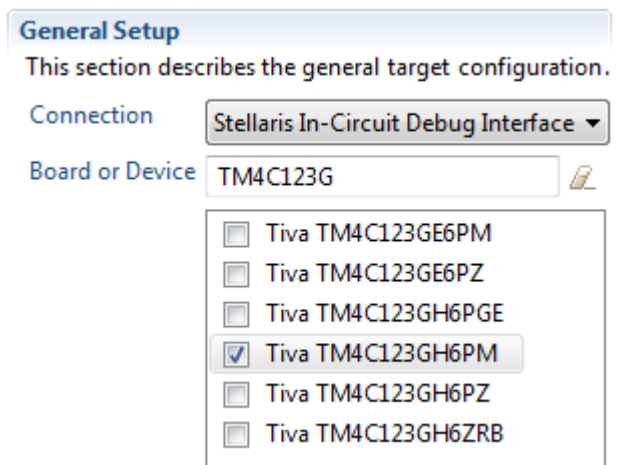 General Setup
This section describes the general target configuration.
Connection
Stellaris In-Circuit Debug Interface
Board or Device
TM4C123G
Tiva TM4C123GE6PM
Tiva TM4C123GE6PZ
Tiva TM4C123GH6PGE
Tiva TM4C123GH6PM
Tiva TM4C123GH6PZ
Tiva TM4C123GH6ZRB